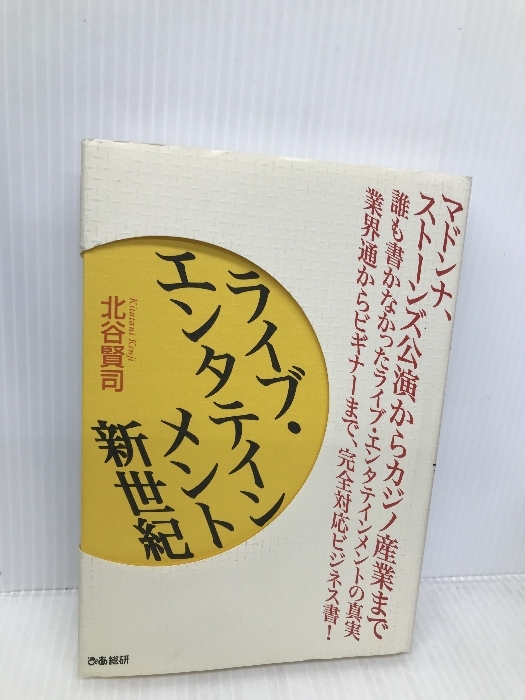 マドンナ、
ストーンズ公演からカジノ産業まで
誰も書かなかったライブ・エンタテインメントの真実、
業界通からビギナーまで、完全対応ビジネス書!
ライブ・
エンタテイン
メント
新世紀
Kitatani Kenji
北谷賢司
ぴあ総研